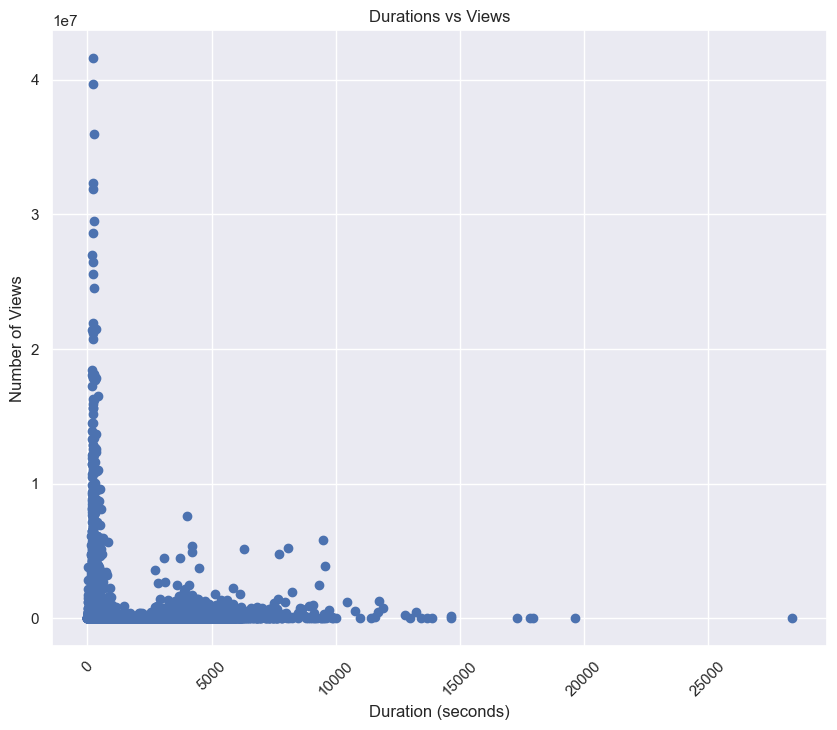 Durations vs Views
1e7
4
3
2
1
0
Number of Views
0
5000
10000
15000
20000
25000
Duration (seconds)